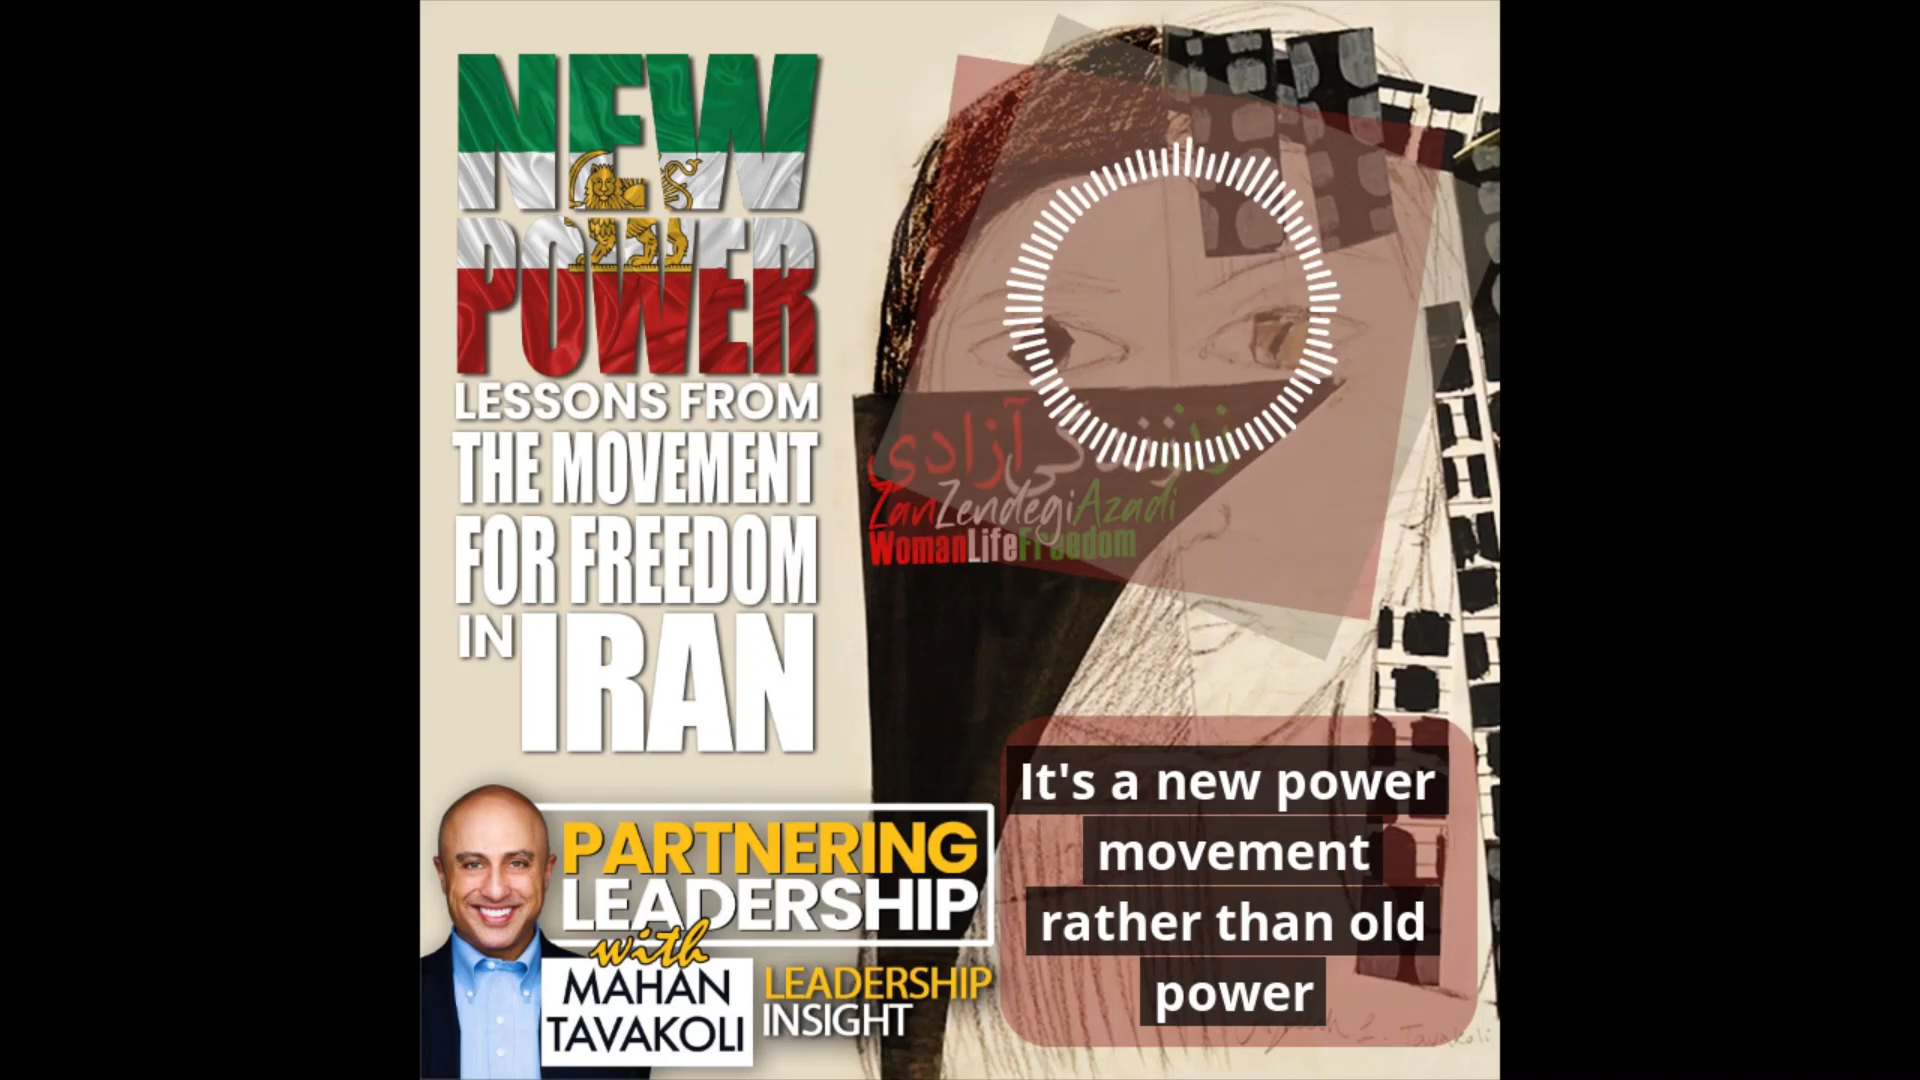 NEW
POWER
LESSONS FROM
THE MOVEMENT
FOR FREEDOM
IN IRAN
زن زندگی آزادی
ZanZendegiAzadi
WomanLifeFreedom
PARTNERING
LEADERSHIP
with
MAHAN
TAVAKOLI
LEADERSHIP
INSIGHT
It's a new power
movement
rather than old
power
Tavakoli